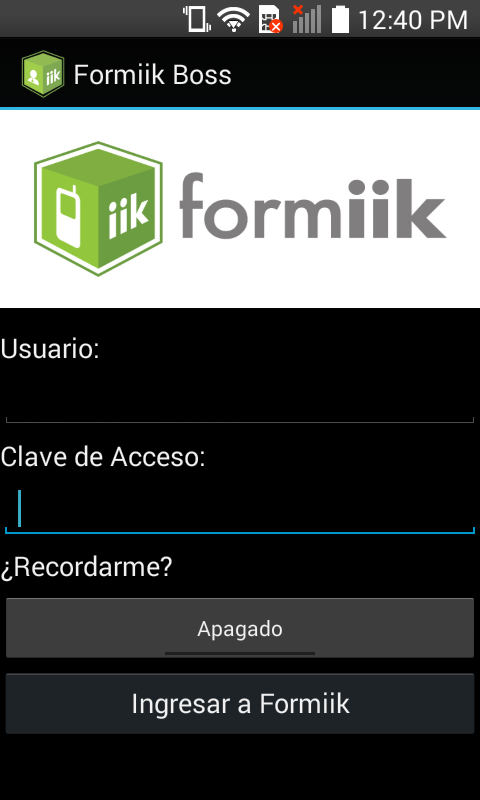 12:40 PM
iik Formiik Boss
iik formiik
Usuario:
Clave de Acceso:
¿Recordarme?
Apagado
Ingresar a Formiik